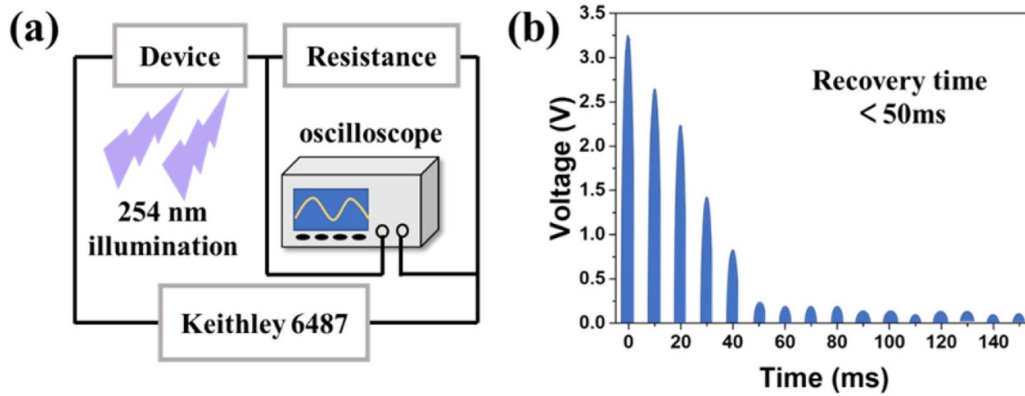 (a)
Device
Resistance
oscilloscope
254 nm
illumination
Keithley 6487
(b)
Recovery time
< 50ms
Voltage (V)
3.5
3.0
2.5
2.0
1.5
1.0
0.5
0.0
0 20 40 60 80 100 120 140
Time (ms)